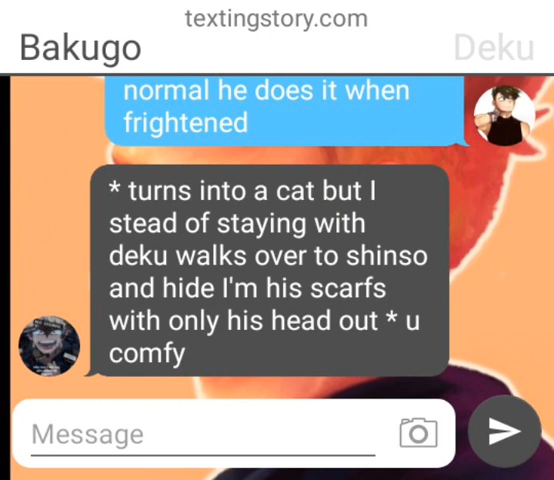 textingstory.com
Bakugo
Deku
normal he does it when
frightened
* turns into a cat but I
stead of staying with
deku walks over to shinso
and hide I'm his scarfs
with only his head out * u
comfy
Message